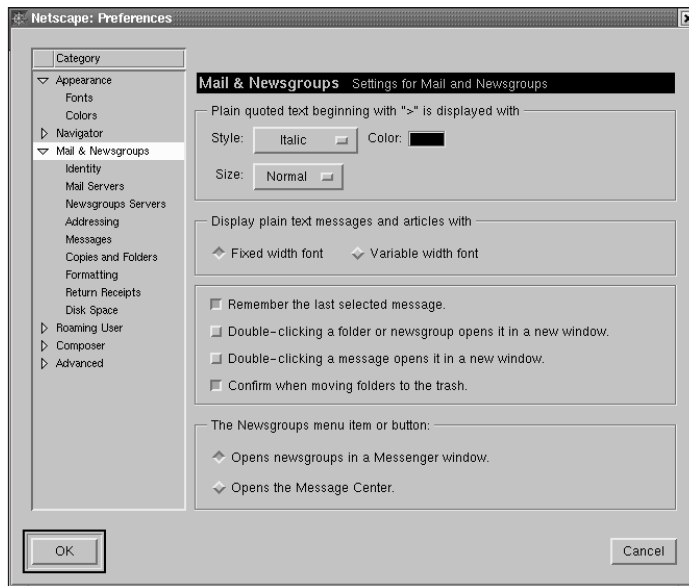 Netscape: Preferences
Category
Appearance
Fonts
Colors
Navigator
Mail & Newsgroups
Identity
Mail Servers
Newsgroups Servers
Addressing
Messages
Copies and Folders
Formatting
Return Receipts
Disk Space
Roaming User
Composer
Advanced
Mail & Newsgroups Settings for Mail and Newsgroups
Plain quoted text beginning with ">" is displayed with
Style: Italic Color:
Size: Normal
Display plain text messages and articles with
Fixed width font Variable width font
Remember the last selected message.
Double-clicking a folder or newsgroup opens it in a new window.
Double-clicking a message opens it in a new window.
Confirm when moving folders to the trash.
The Newsgroups menu item or button:
Opens newsgroups in a Messenger window.
Opens the Message Center.
OK Cancel